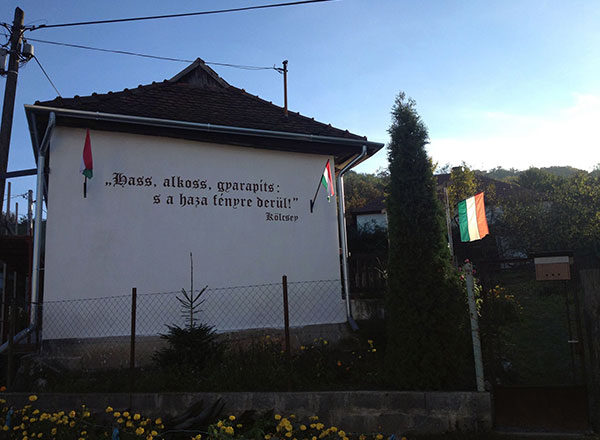 „Hass, alkoss, gyarapíts:
s a haza fényre derül!”
Kölcsey